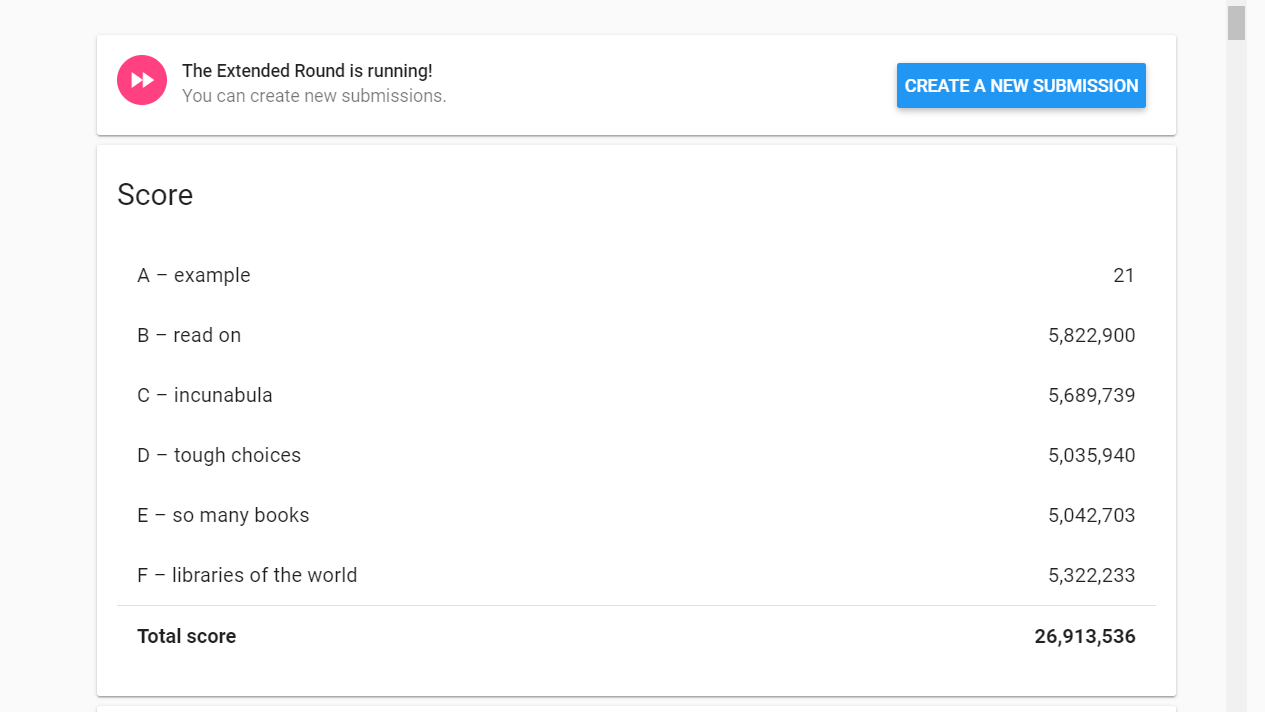 The Extended Round is running!
You can create new submissions.
CREATE A NEW SUBMISSION
Score
A – example 21
B – read on 5,822,900
C – incunabula 5,689,739
D – tough choices 5,035,940
E – so many books 5,042,703
F – libraries of the world 5,322,233
Total score 26,913,536